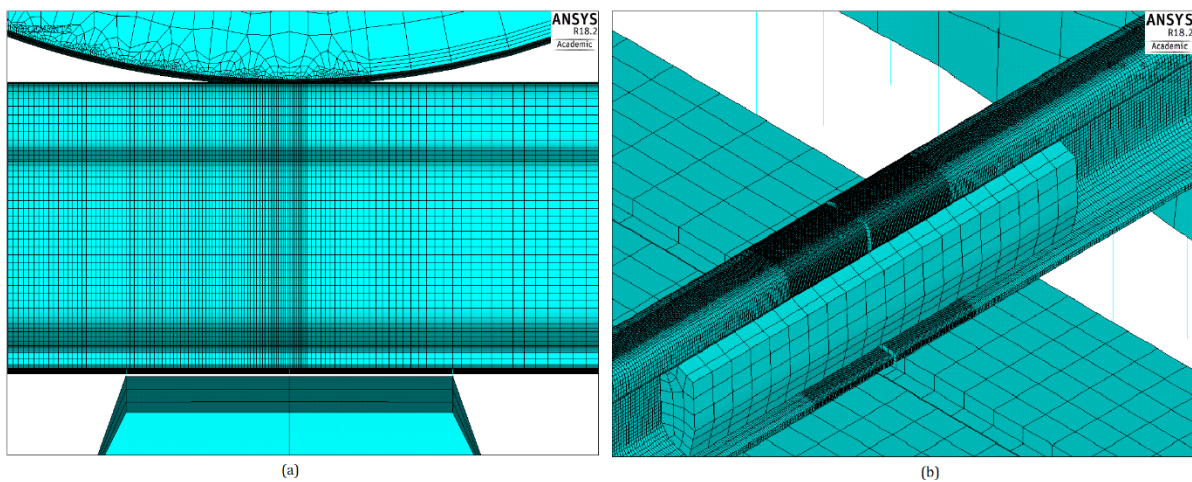 ANSYS
R18.2
Academic
ANSYS
R18.2
Academic
(a)
(b)